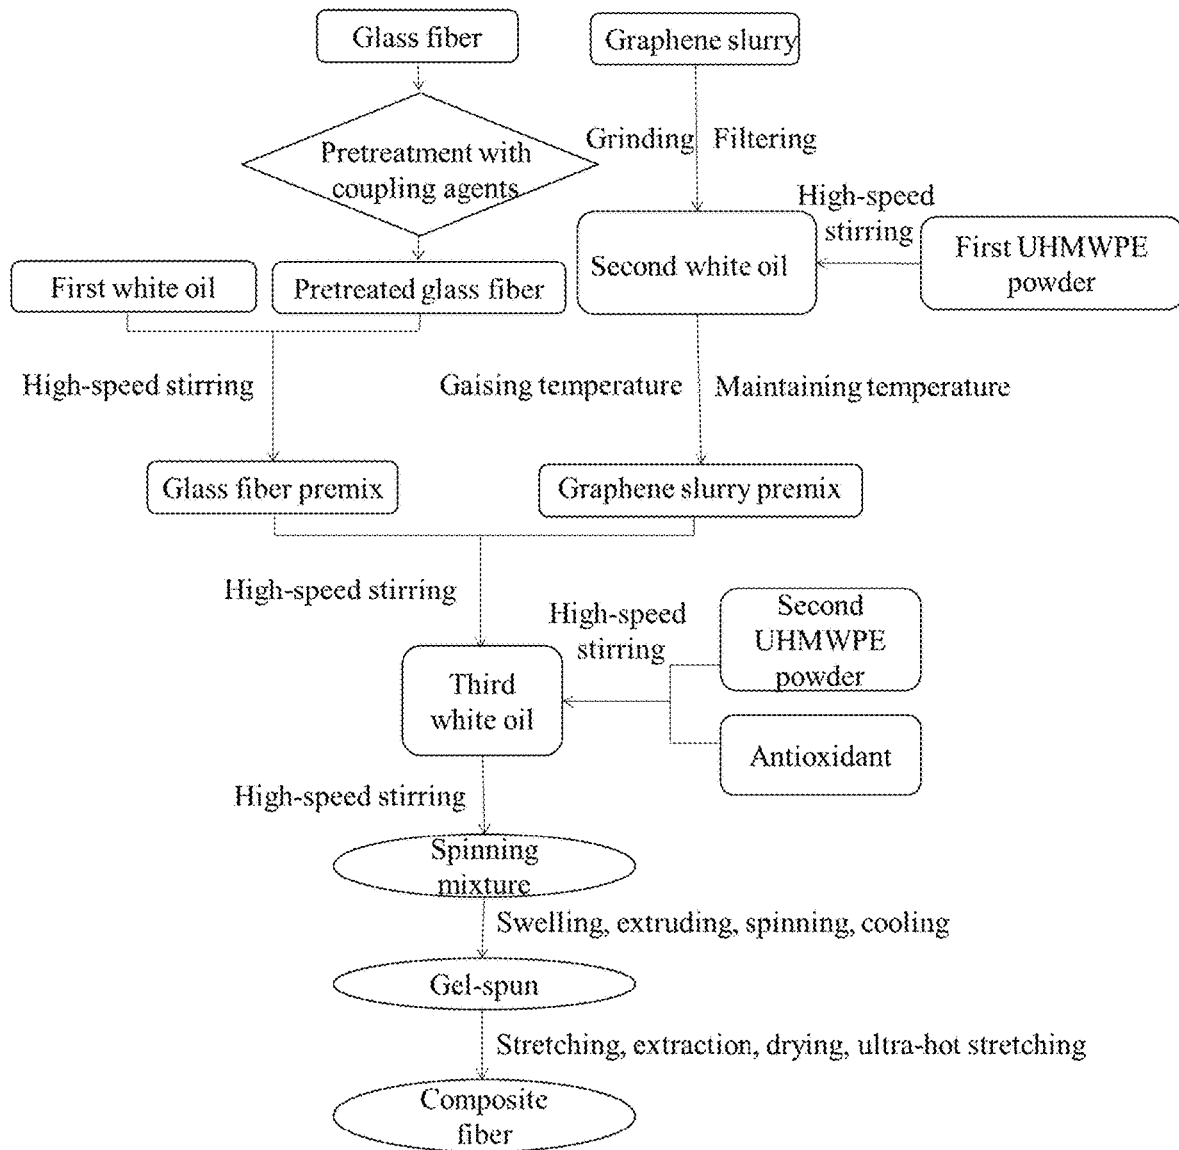 Glass fiber
Graphene slurry
Grinding
Filtering
Pretreatment with
coupling agents
High-speed
stirring
First UHMWPE
powder
Second white oil
First white oil
Pretreated glass fiber
High-speed stirring
Gaising temperature
Maintaining temperature
Glass fiber premix
Graphene slurry premix
High-speed stirring
High-speed
stirring
Second
UHMWPE
powder
Third
white oil
Antioxidant
High-speed stirring
Spinning
mixture
Swelling, extruding, spinning, cooling
Gel-spun
Stretching, extraction, drying, ultra-hot stretching
Composite
fiber